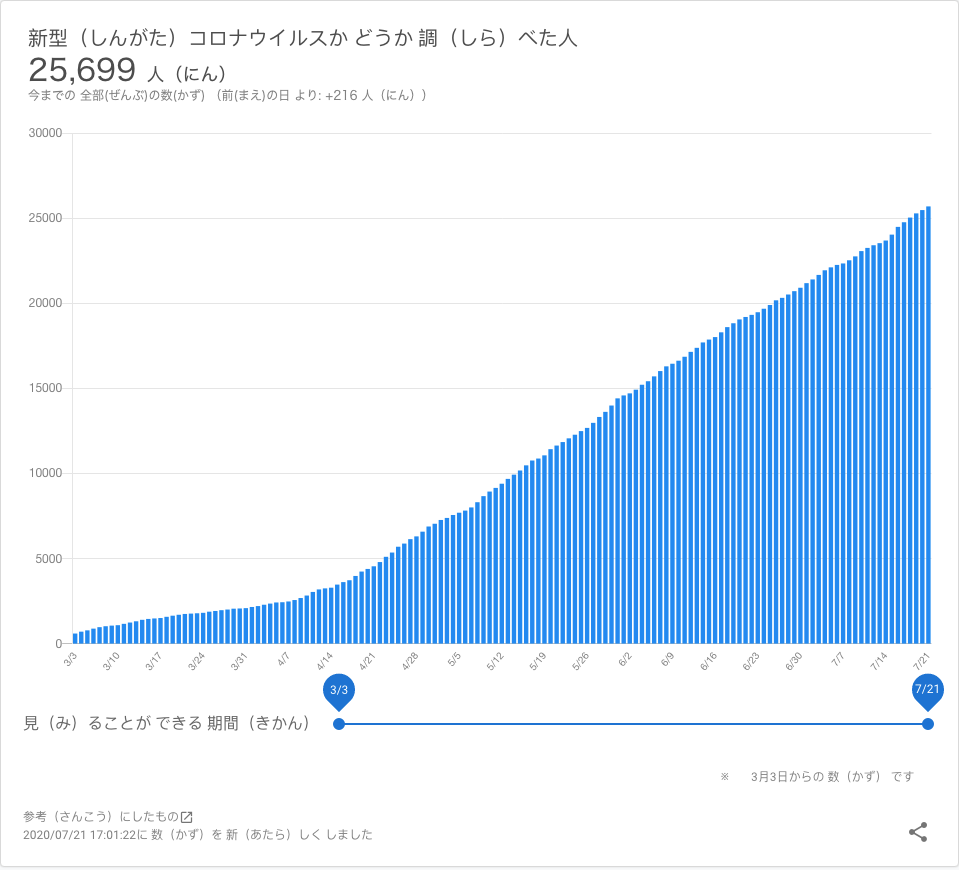 新型（しんがた）コロナウイルスか どうか 調（しら）べた人
25,699 人（にん）
今までの 全部(ぜんぶ)の数(かず) （前(まえ)の日 より: +216 人（にん））
30000
25000
20000
15000
10000
5000
0
3/3 3/10 3/17 3/24 3/31 4/7 4/14 4/21 4/28 5/5 5/12 5/19 5/26 6/2 6/9 6/16 6/23 6/30 7/7 7/14 7/21
3/3 7/21
見（み）ることが できる 期間（きかん）
※ 3月3日からの 数（かず） です
参考（さんこう）にしたもの
2020/07/21 17:01:22に 数（かず）を 新（あたら）しく しました